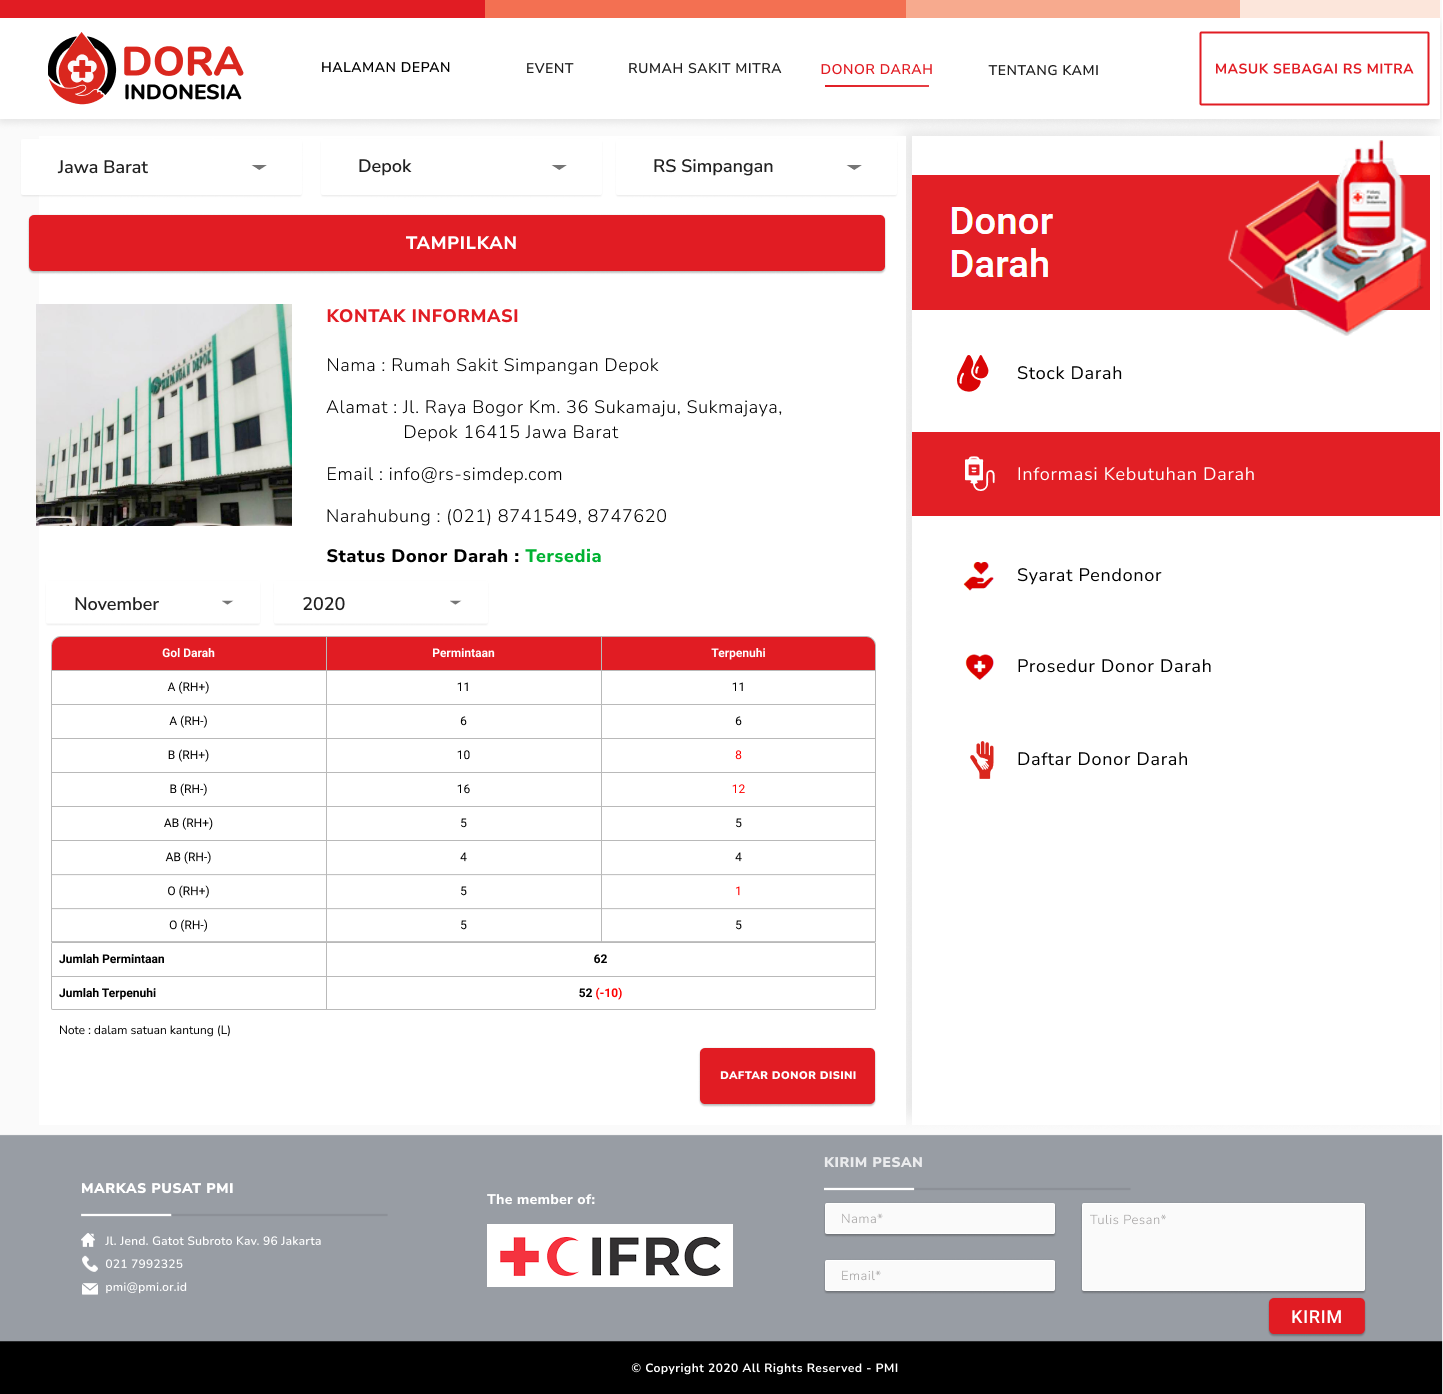 DORA
INDONESIA
HALAMAN DEPAN
EVENT
RUMAH SAKIT MITRA
DONOR DARAH
TENTANG KAMI
MASUK SEBAGAI RS MITRA
Jawa Barat
Depok
RS Simpangan
TAMPILKAN
KONTAK INFORMASI
Nama : Rumah Sakit Simpangan Depok
Alamat : Jl. Raya Bogor Km. 36 Sukamaju, Sukmajaya,
Depok 16415 Jawa Barat
Email : info@rs-simdep.com
Narahubung : (021) 8741549, 8747620
Status Donor Darah : Tersedia
November
2020
Gol Darah Permintaan Terpenuhi
A (RH+) 11 11
A (RH-) 6 6
B (RH+) 10 8
B (RH-) 16 12
AB (RH+) 5 5
AB (RH-) 4 4
O (RH+) 5 1
O (RH-) 5 5
Jumlah Permintaan 62
Jumlah Terpenuhi 52 (-10)
Note : dalam satuan kantung (L)
DAFTAR DONOR DISINI
Donor
Darah
Stock Darah
Informasi Kebutuhan Darah
Syarat Pendonor
Prosedur Donor Darah
Daftar Donor Darah
MARKAS PUSAT PMI
Jl. Jend. Gatot Subroto Kav. 96 Jakarta
021 7992325
pmi@pmi.or.id
The member of:
IFRC
KIRIM PESAN
Nama*
Email*
Tulis Pesan*
KIRIM
© Copyright 2020 All Rights Reserved - PMI